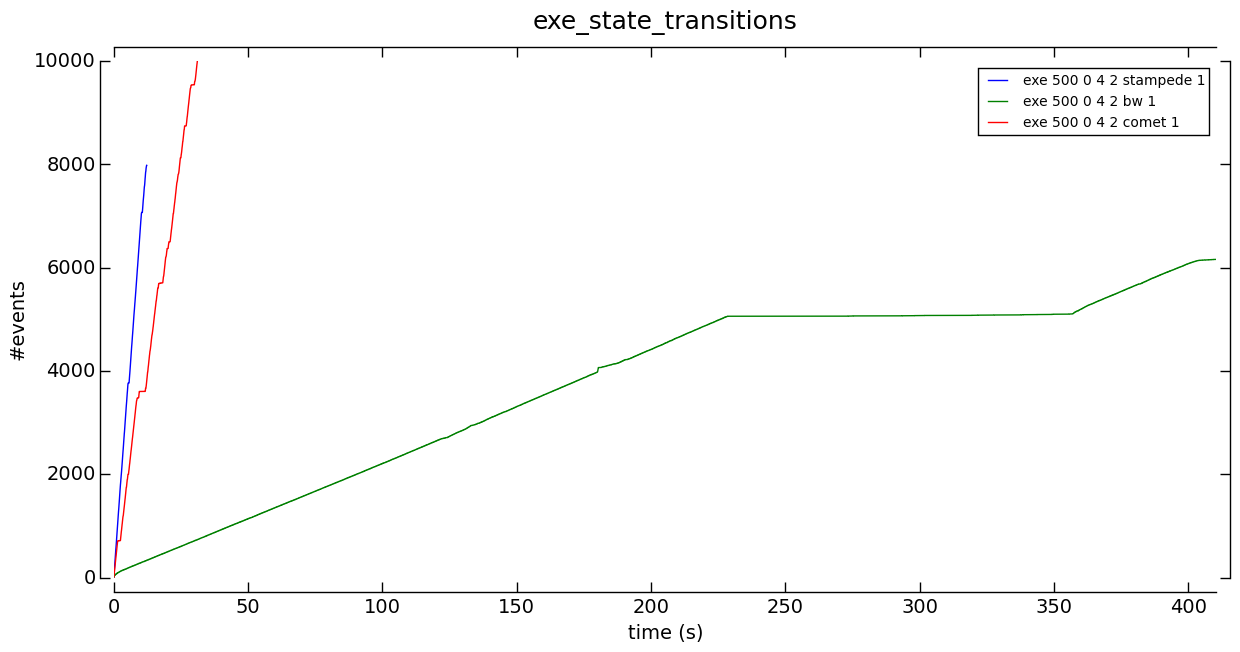 exe_state_transitions
10000
8000
6000
4000
2000
0
#events
exe 500 0 4 2 stampede 1
exe 500 0 4 2 bw 1
exe 500 0 4 2 comet 1
0 50 100 150 200 250 300 350 400
time (s)